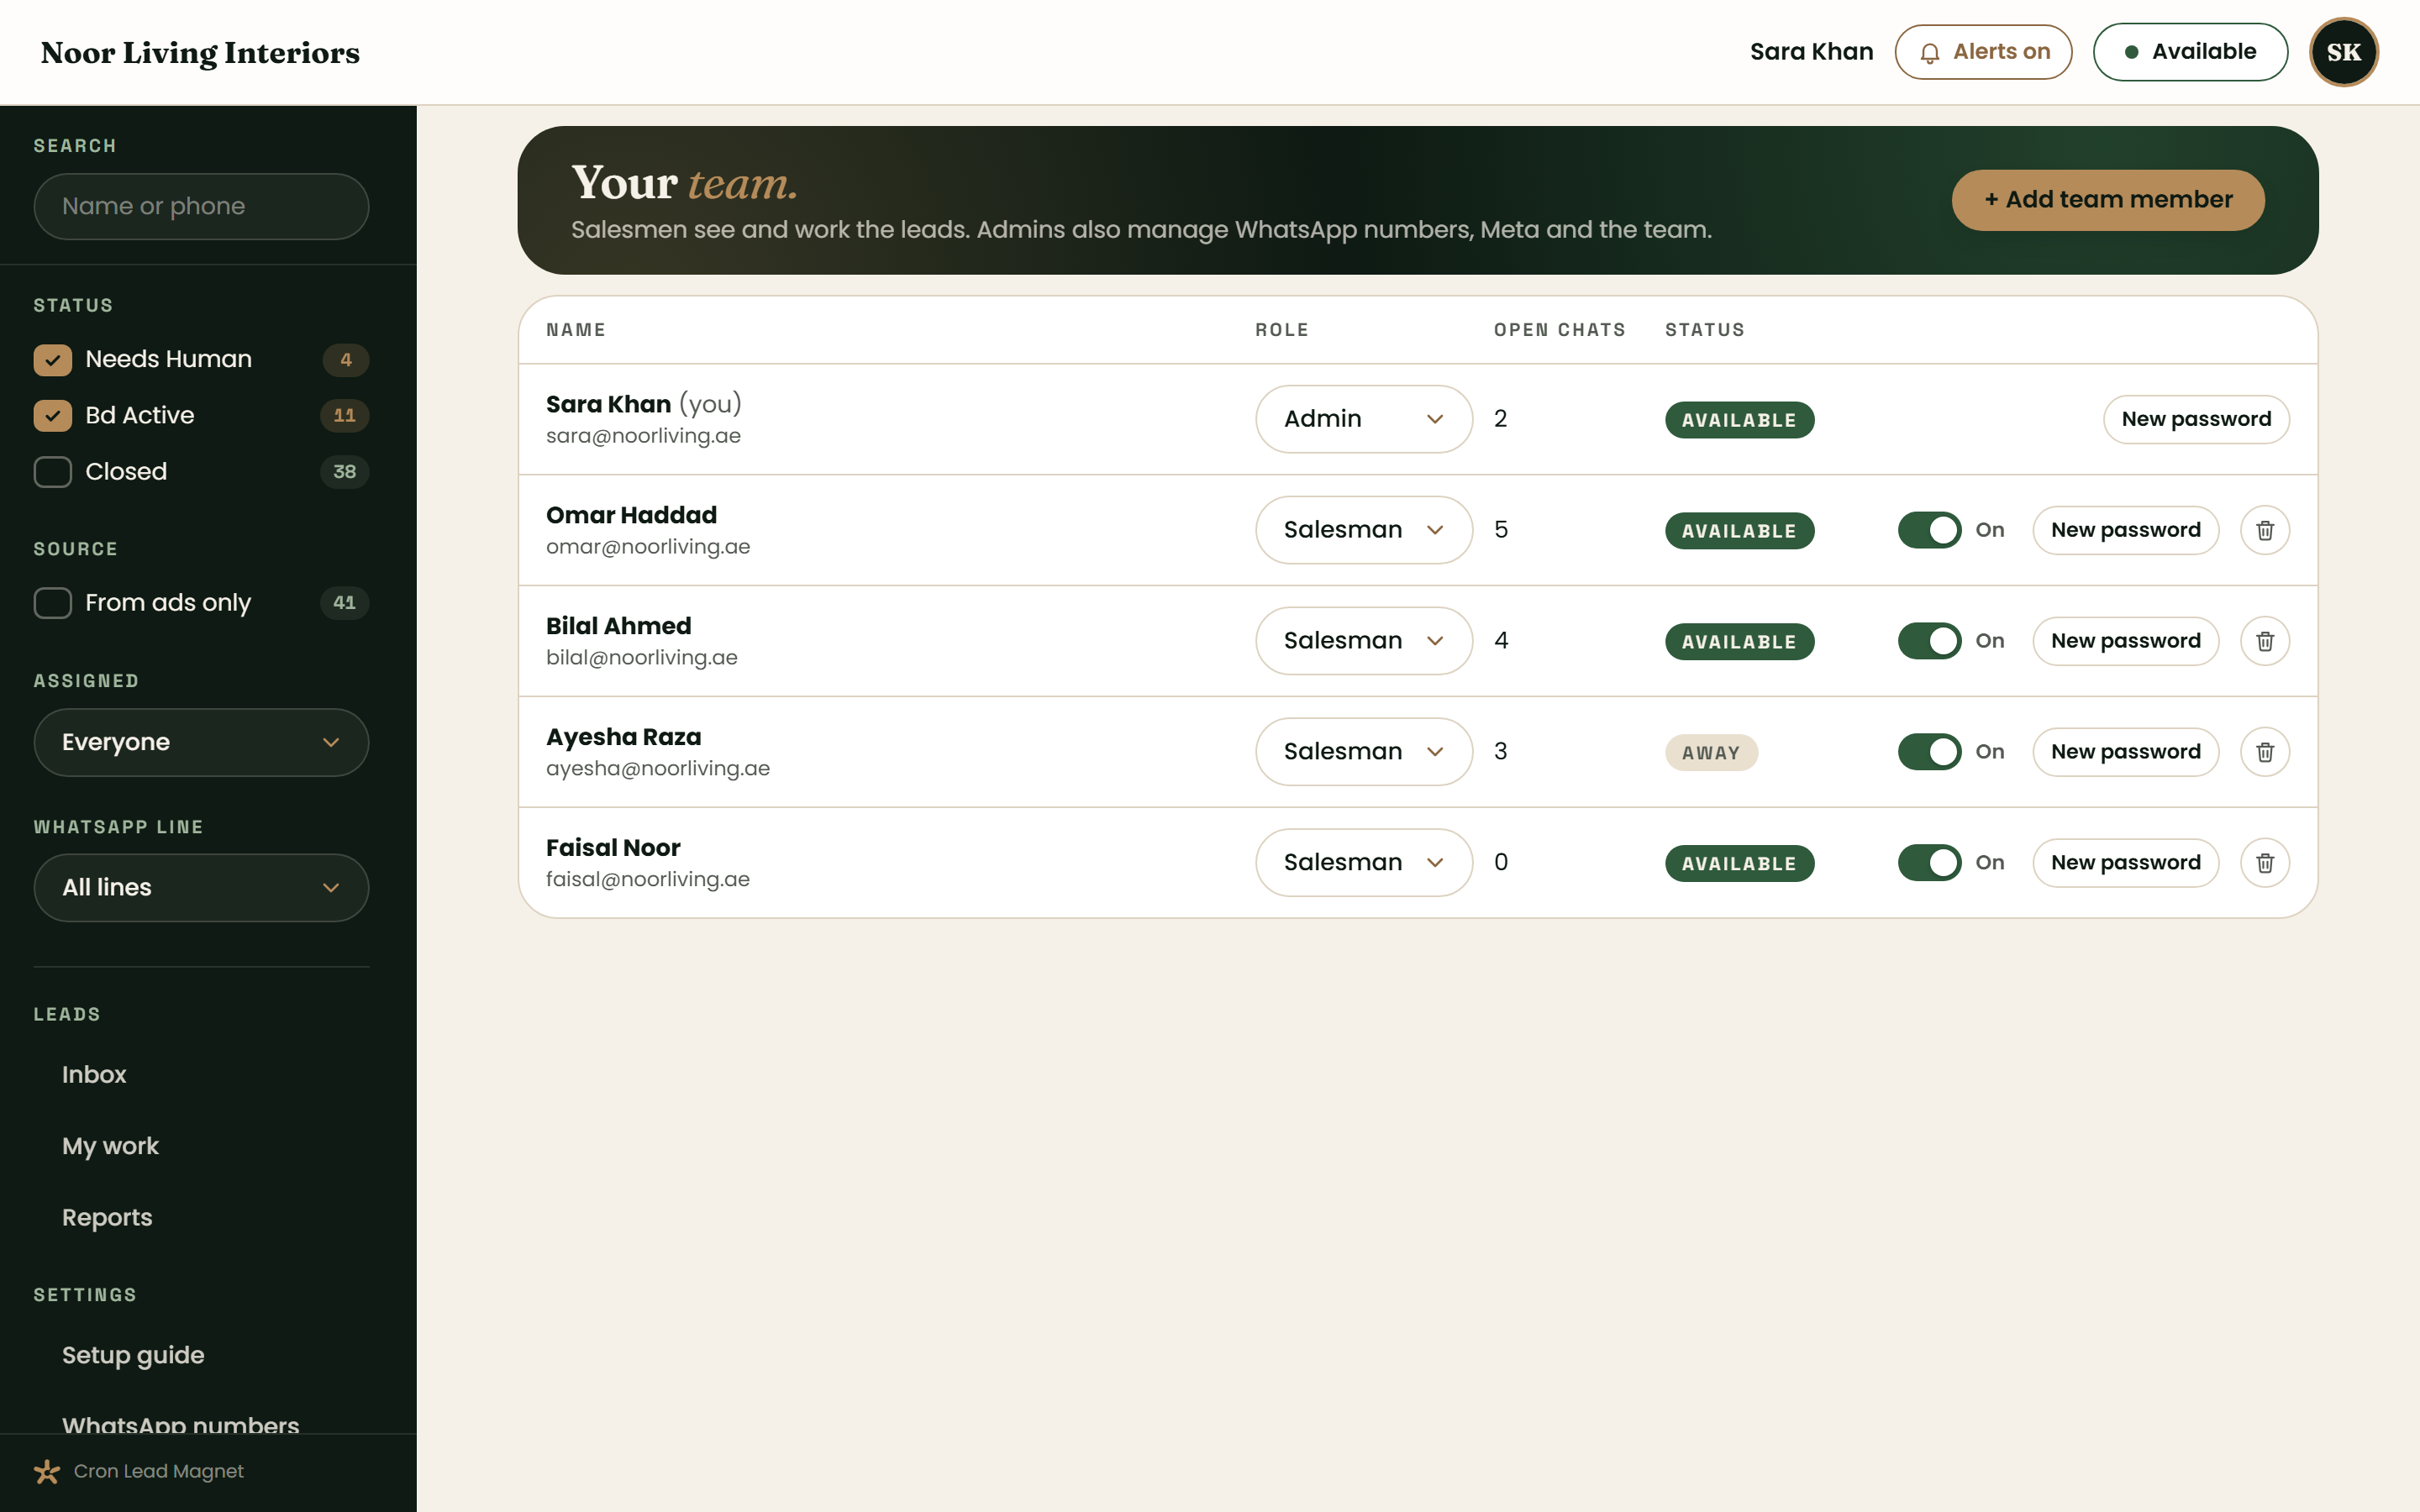 Noor Living Interiors
Sara Khan
Alerts on
Available
SK
SEARCH
Name or phone
STATUS
Needs Human 4
Bd Active 11
Closed 38
SOURCE
From ads only 41
ASSIGNED
Everyone
WHATSAPP LINE
All lines
LEADS
Inbox
My work
Reports
SETTINGS
Setup guide
WhatsApp numbers
Cron Lead Magnet
Your team.
Salesmen see and work the leads. Admins also manage WhatsApp numbers, Meta and the team.
+ Add team member
NAME ROLE OPEN CHATS STATUS
Sara Khan (you)
sara@noorliving.ae
Admin 2 AVAILABLE New password
Omar Haddad
omar@noorliving.ae
Salesman 5 AVAILABLE On New password
Bilal Ahmed
bilal@noorliving.ae
Salesman 4 AVAILABLE On New password
Ayesha Raza
ayesha@noorliving.ae
Salesman 3 AWAY On New password
Faisal Noor
faisal@noorliving.ae
Salesman 0 AVAILABLE On New password